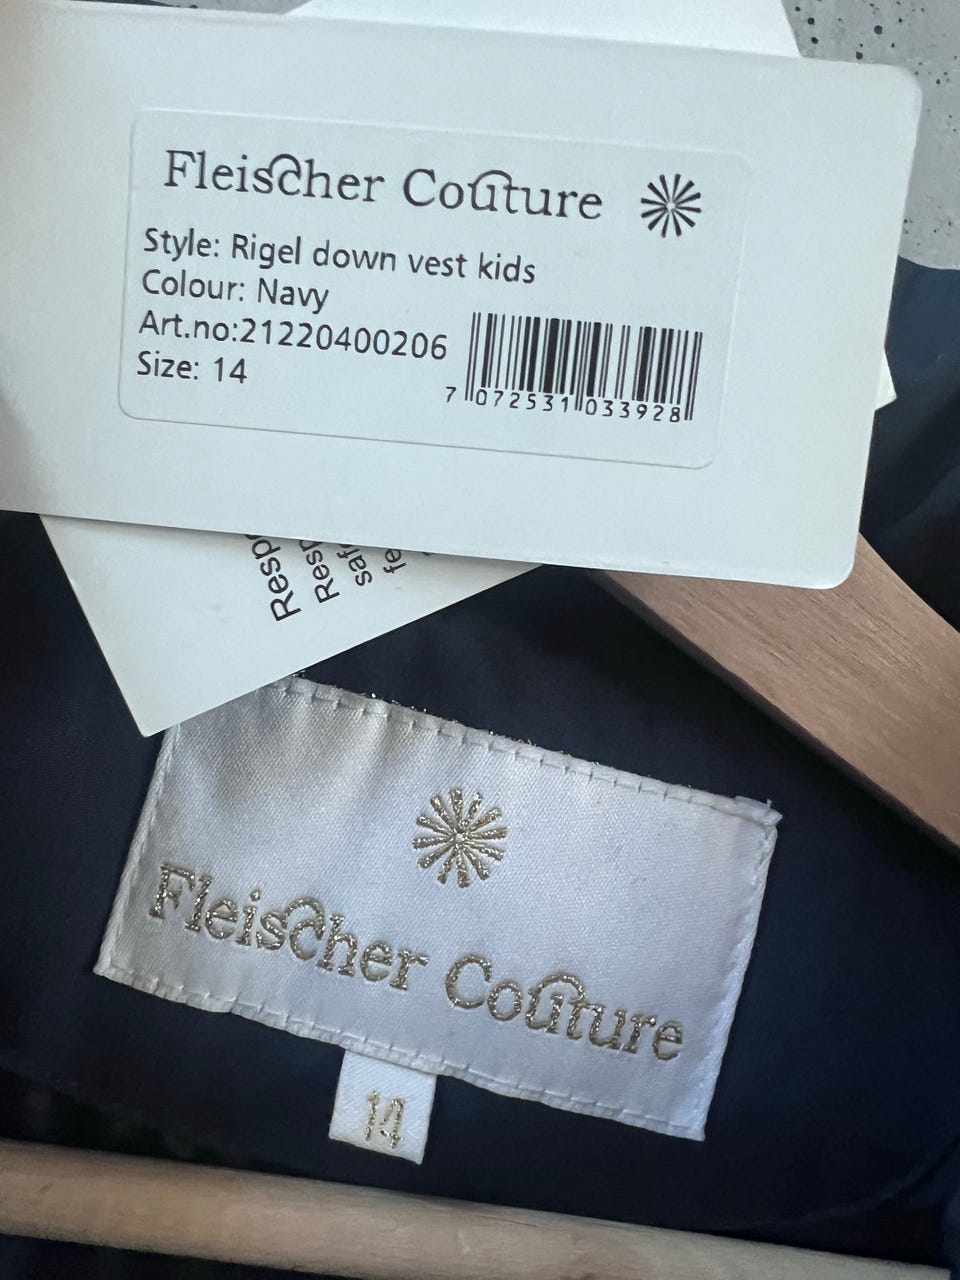 Fleischer Couture
Style: Rigel down vest kids
Colour: Navy
Art.no:21220400206
Size: 14
7 072531 033928
Fleischer Couture
14